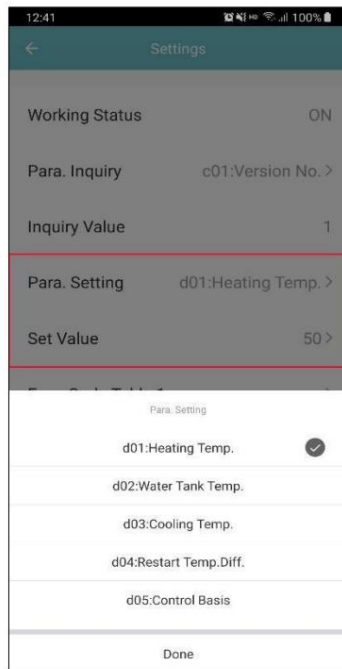 12:41 HD 100%
Settings
Working Status ON
Para. Inquiry c01:Version No. >
Inquiry Value 1
Para. Setting d01:Heating Temp. >
Set Value 50 >
Para. Setting
d01:Heating Temp.
d02:Water Tank Temp.
d03:Cooling Temp.
d04:Restart Temp.Diff.
d05:Control Basis
Done